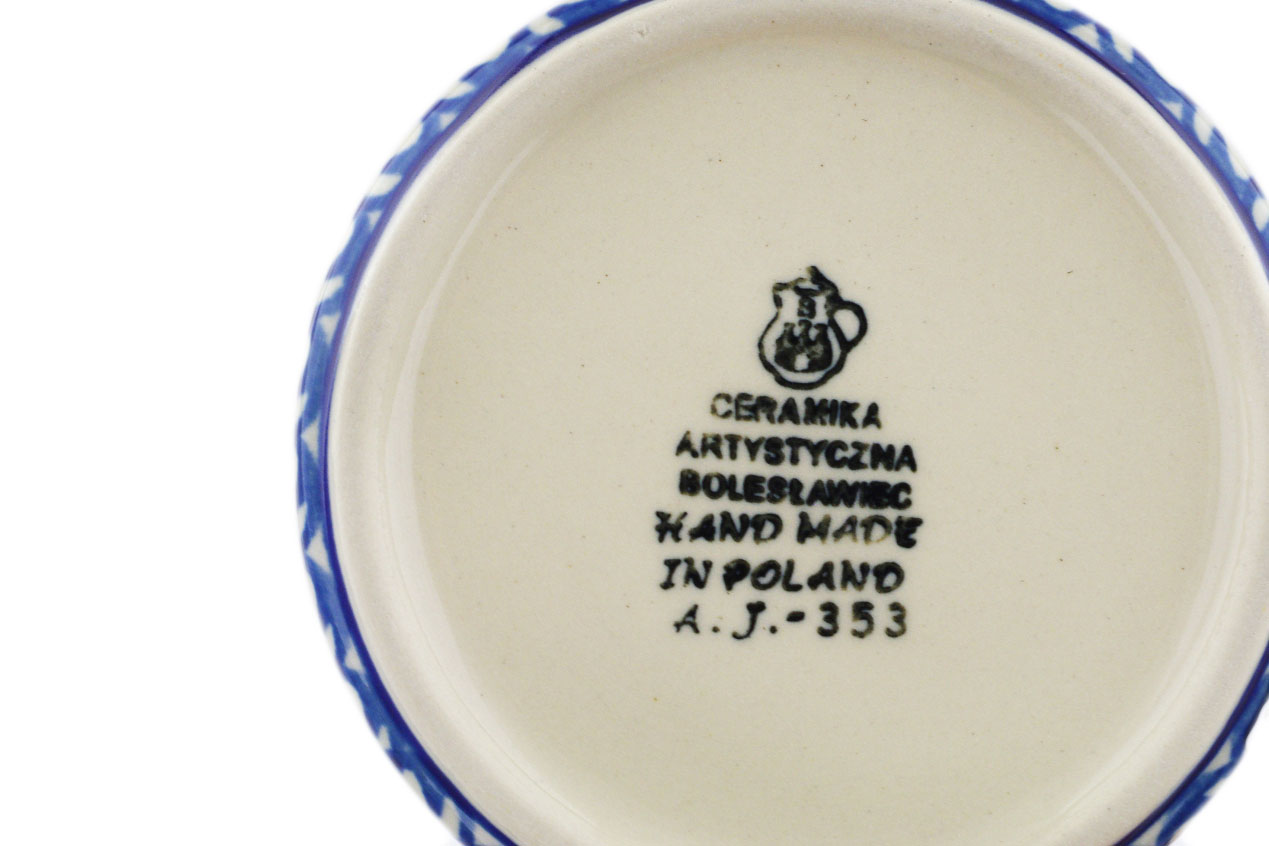 CERAMIKA
ARTYSTYCZNA
BOLESŁAWIEC
HAND MADE
IN POLAND
A. J.-353